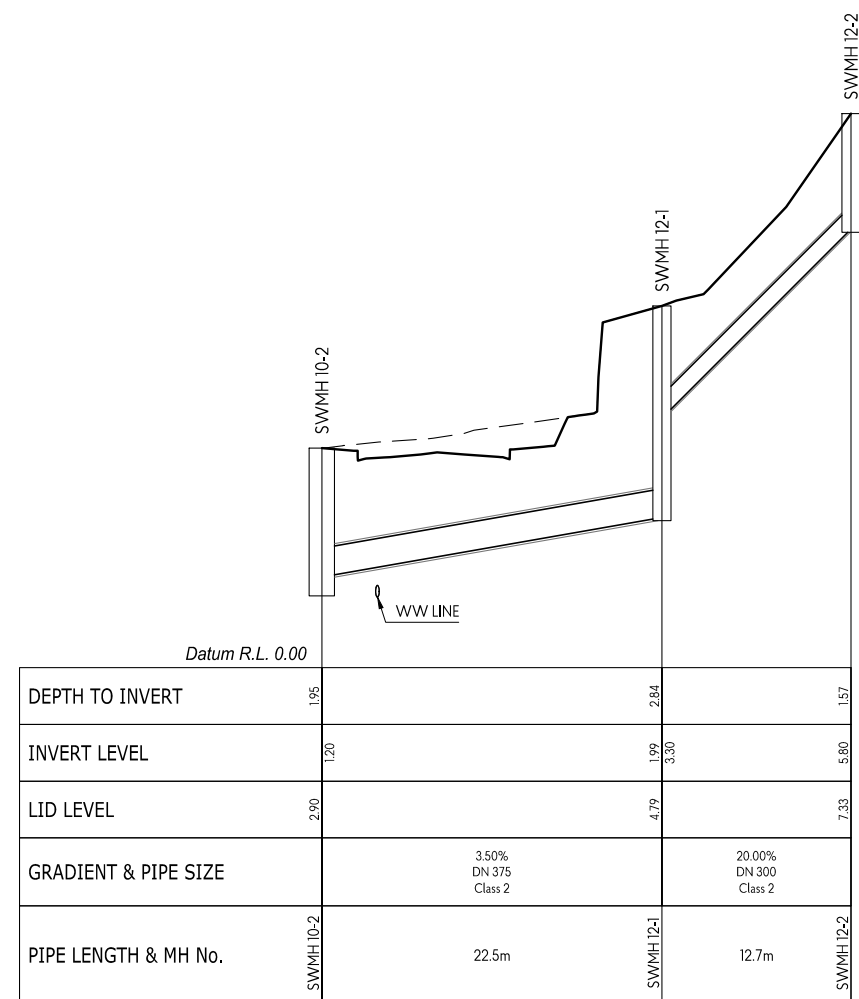 SWMH 12-2
SWMH 12-1
SWMH 10-2
WW LINE
Datum R.L. 0.00
DEPTH TO INVERT 1.95 2.84 1.57
INVERT LEVEL 1.20 1.99 3.30 5.80
LID LEVEL 2.90 4.79 7.33
GRADIENT & PIPE SIZE
3.50%
DN 375
Class 2
20.00%
DN 300
Class 2
PIPE LENGTH & MH No. SWMH 10-2 22.5m SWMH 12-1 12.7m SWMH 12-2